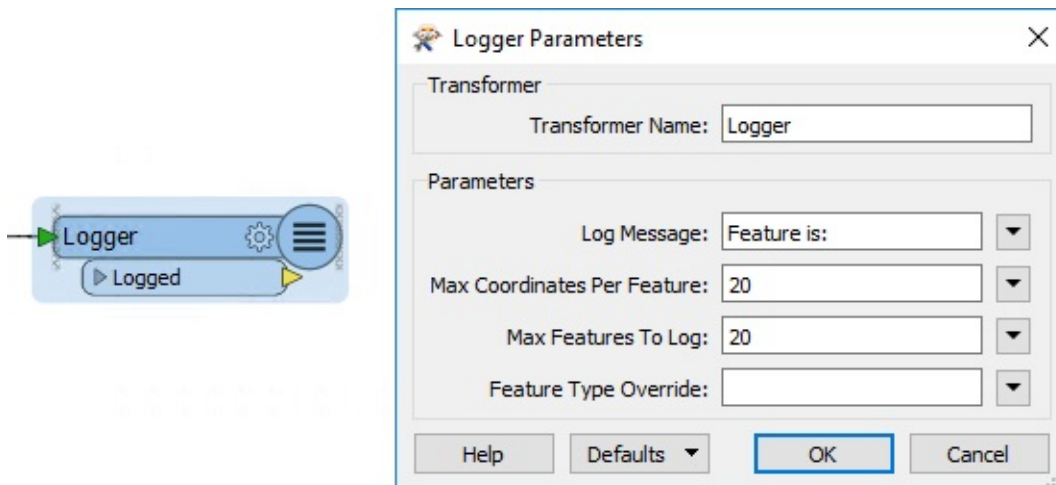 Logger
Logged
Logger Parameters
Transformer
Transformer Name: Logger
Parameters
Log Message: Feature is:
Max Coordinates Per Feature: 20
Max Features To Log: 20
Feature Type Override:
Help Defaults OK Cancel